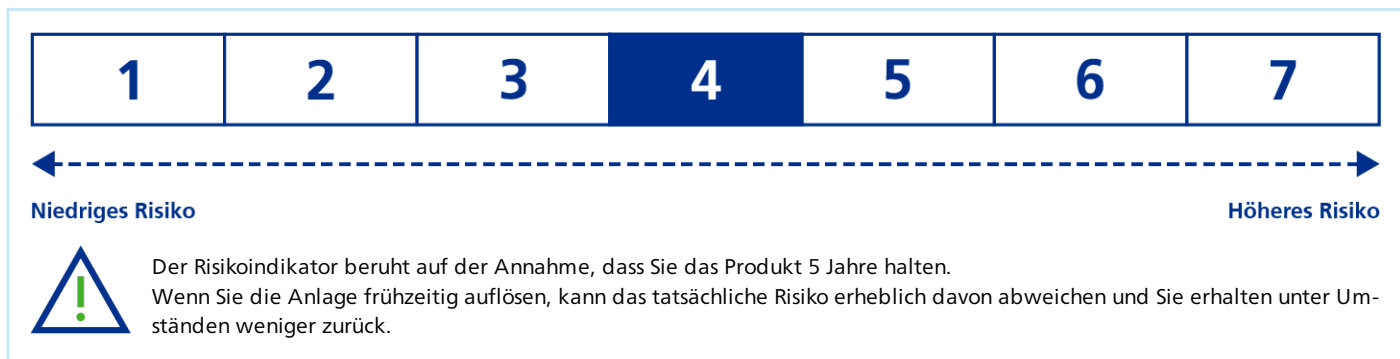 1 2 3 4 5 6 7
Niedriges Risiko Höheres Risiko
Der Risikoindikator beruht auf der Annahme, dass Sie das Produkt 5 Jahre halten.
Wenn Sie die Anlage frühzeitig auflösen, kann das tatsächliche Risiko erheblich davon abweichen und Sie erhalten unter Um-
ständen weniger zurück.